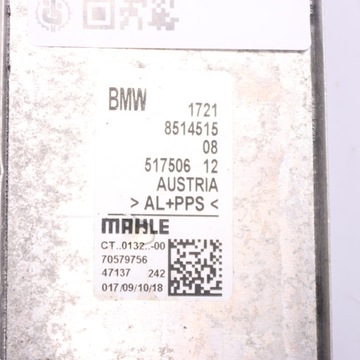 BMW 1721
8514515
08
517506 12
AUSTRIA
> AL+PPS <
MAHLE
CT..0132..-00
70579756
47137 242
017/09/10/18